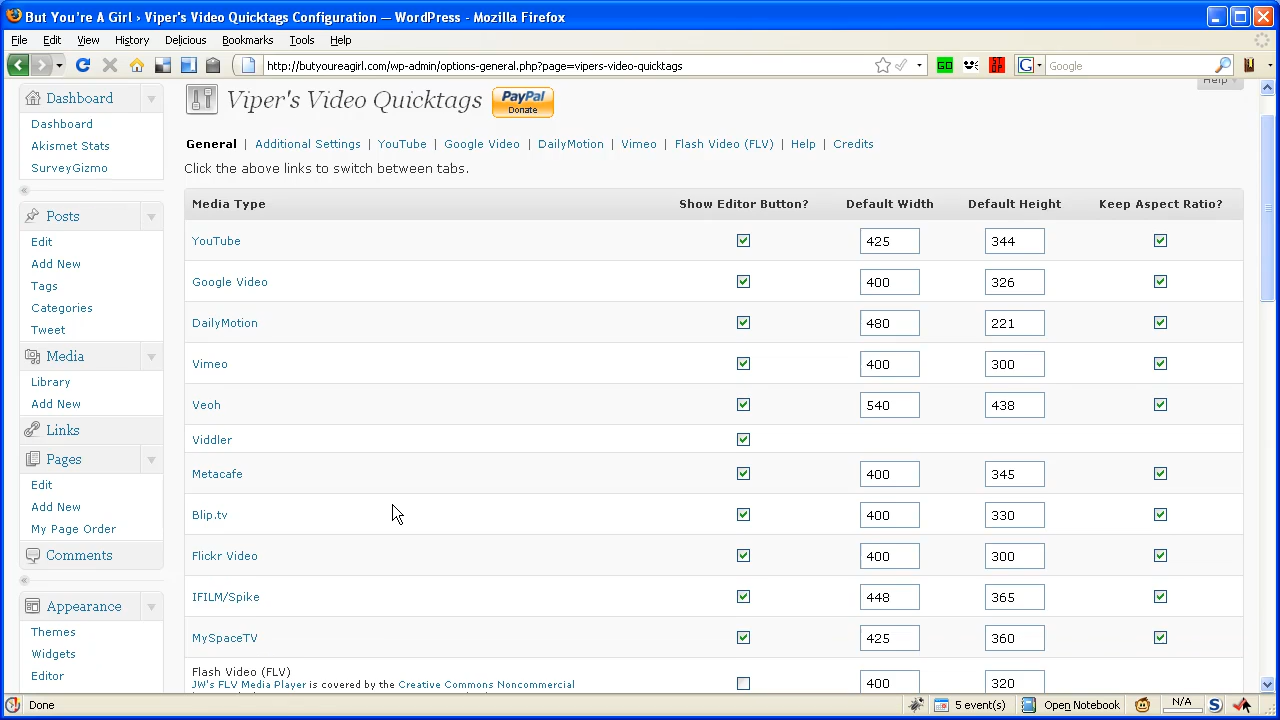 But You're A Girl › Viper's Video Quicktags Configuration — WordPress - Mozilla Firefox
File Edit View History Delicious Bookmarks Tools Help
http://butyoureagirl.com/wp-admin/options-general.php?page=vipers-video-quicktags
GO
ST OP
G
Google
Help
Dashboard
Dashboard
Akismet Stats
SurveyGizmo
Posts
Edit
Add New
Tags
Categories
Tweet
Media
Library
Add New
Links
Pages
Edit
Add New
My Page Order
Comments
Appearance
Themes
Widgets
Editor
Viper's Video Quicktags
PayPal
Donate
General | Additional Settings | YouTube | Google Video | DailyMotion | Vimeo | Flash Video (FLV) | Help | Credits
Click the above links to switch between tabs.
Media Type Show Editor Button? Default Width Default Height Keep Aspect Ratio?
YouTube 425 344
Google Video 400 326
DailyMotion 480 221
Vimeo 400 300
Veoh 540 438
Viddler
Metacafe 400 345
Blip.tv 400 330
Flickr Video 400 300
IFILM/Spike 448 365
MySpaceTV 425 360
Flash Video (FLV) 400 320
JW's FLV Media Player is covered by the Creative Commons Noncommercial
Done
5 event(s)
Open Notebook
N/A
S